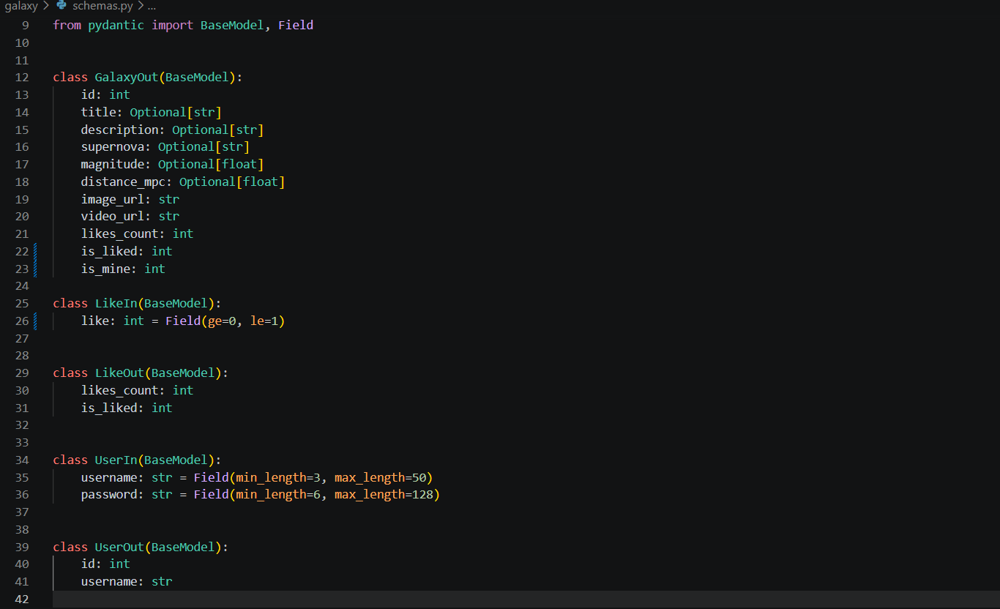 galaxy > schemas.py > ...
9 from pydantic import BaseModel, Field
10
11
12 class GalaxyOut(BaseModel):
13     id: int
14     title: Optional[str]
15     description: Optional[str]
16     supernova: Optional[str]
17     magnitude: Optional[float]
18     distance_mpc: Optional[float]
19     image_url: str
20     video_url: str
21     likes_count: int
22     is_liked: int
23     is_mine: int
24
25 class LikeIn(BaseModel):
26     like: int = Field(ge=0, le=1)
27
28
29 class LikeOut(BaseModel):
30     likes_count: int
31     is_liked: int
32
33
34 class UserIn(BaseModel):
35     username: str = Field(min_length=3, max_length=50)
36     password: str = Field(min_length=6, max_length=128)
37
38
39 class UserOut(BaseModel):
40     id: int
41     username: str
42